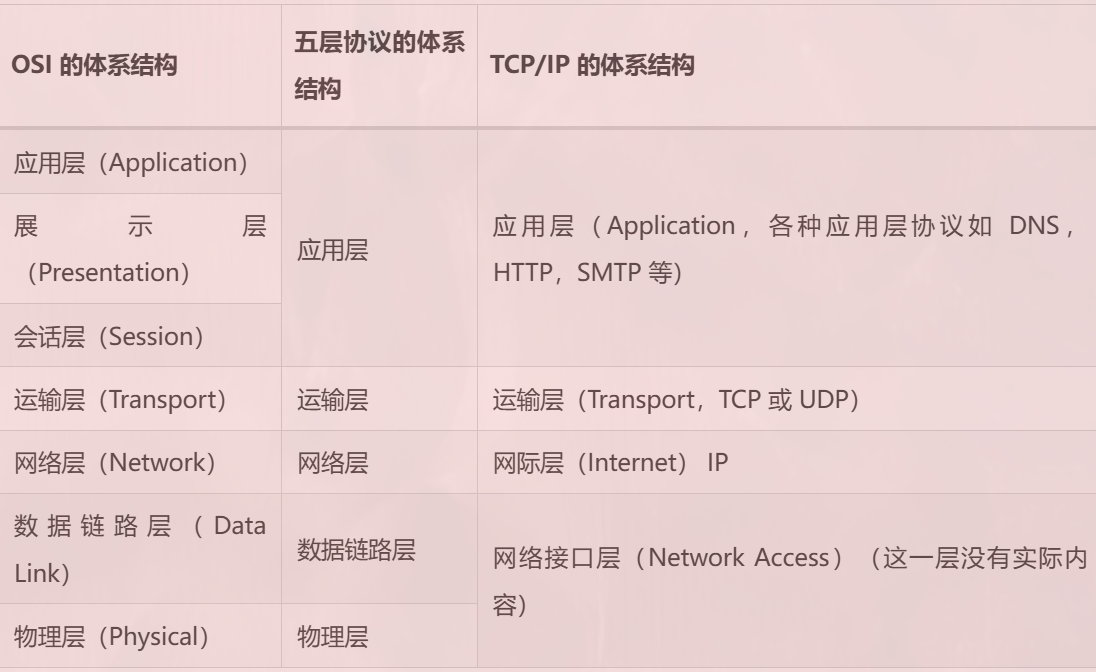 OSI 的体系结构
五层协议的体系
结构
TCP/IP 的体系结构
应用层（Application）
展示层
（Presentation）
会话层（Session）
应用层
应用层（Application，各种应用层协议如 DNS，
HTTP，SMTP 等）
运输层（Transport）
运输层
运输层（Transport，TCP 或 UDP）
网络层（Network）
网络层
网际层（Internet） IP
数据链路层（Data
Link）
数据链路层
网络接口层（Network Access）（这一层没有实际内
容）
物理层（Physical）
物理层